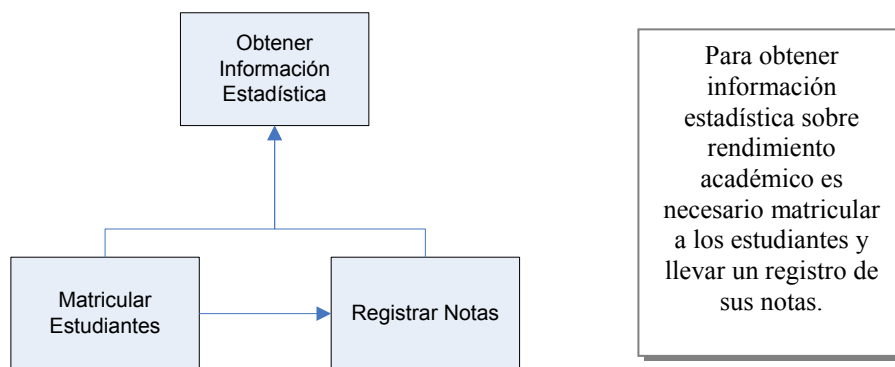 Obtener
Información
Estadística
Matricular
Estudiantes
Registrar Notas
Para obtener
información
estadística sobre
rendimiento
académico es
necesario matricular
a los estudiantes y
llevar un registro de
sus notas.